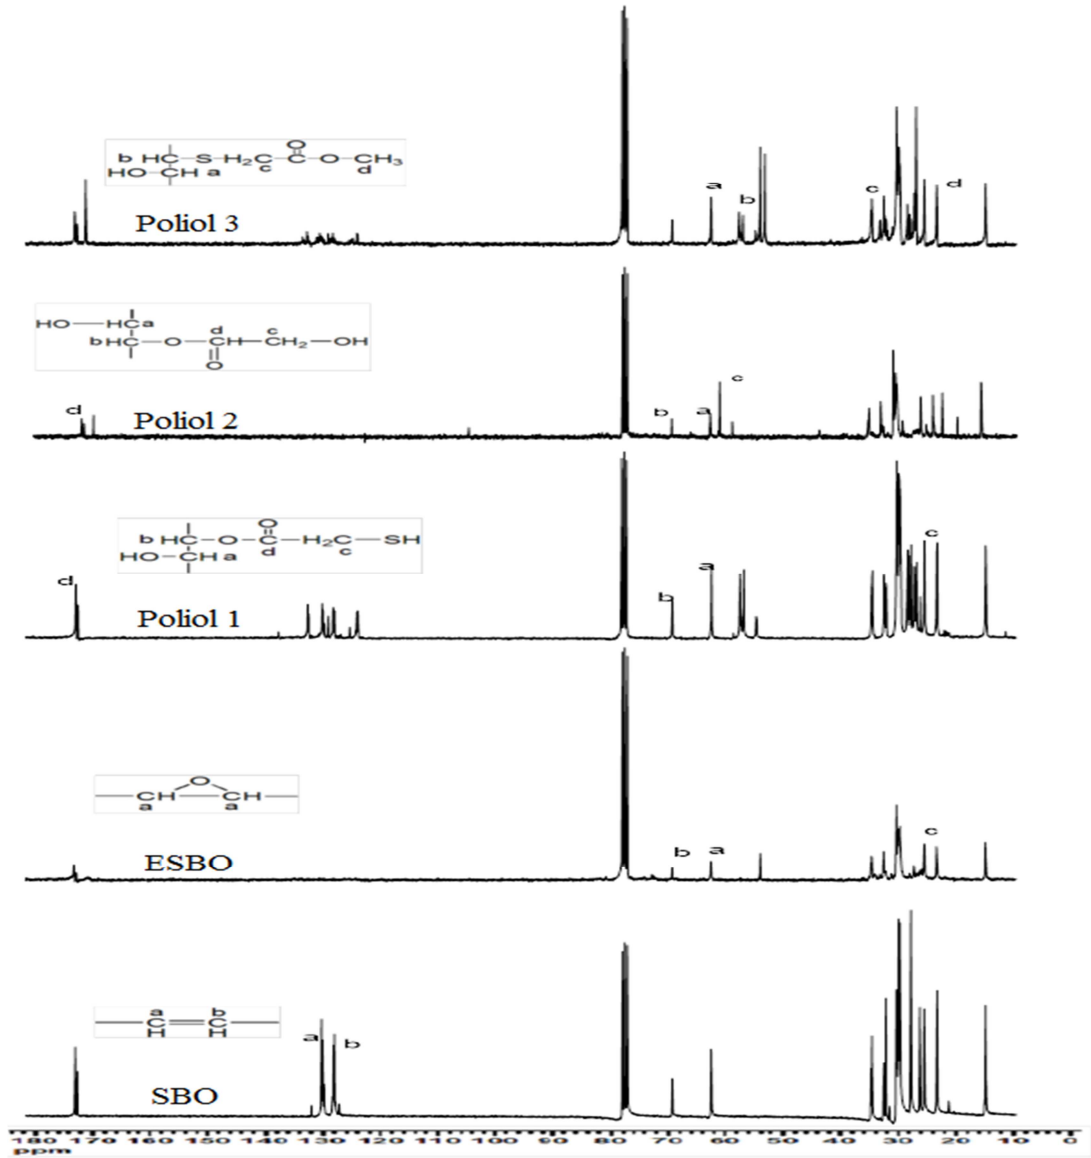 O
b HC—S—H₂C—C—O—CH₃
c d
HO—CH a
Poliol 3
a
b
c
d
HO—HCa
b HC—O—CH—CH₂—OH
d c
O
Poliol 2
d
b
a
c
O
b HC—O—C—H₂C—SH
d c
HO—CH a
Poliol 1
d
b
a
c
O
CH CH
a a
ESBO
b
a
c
a b
C=C
H H
SBO
a
b
180 170 160 150 140 130 120 110 100 90 80 70 60 50 40 30 20 10 0
ppm